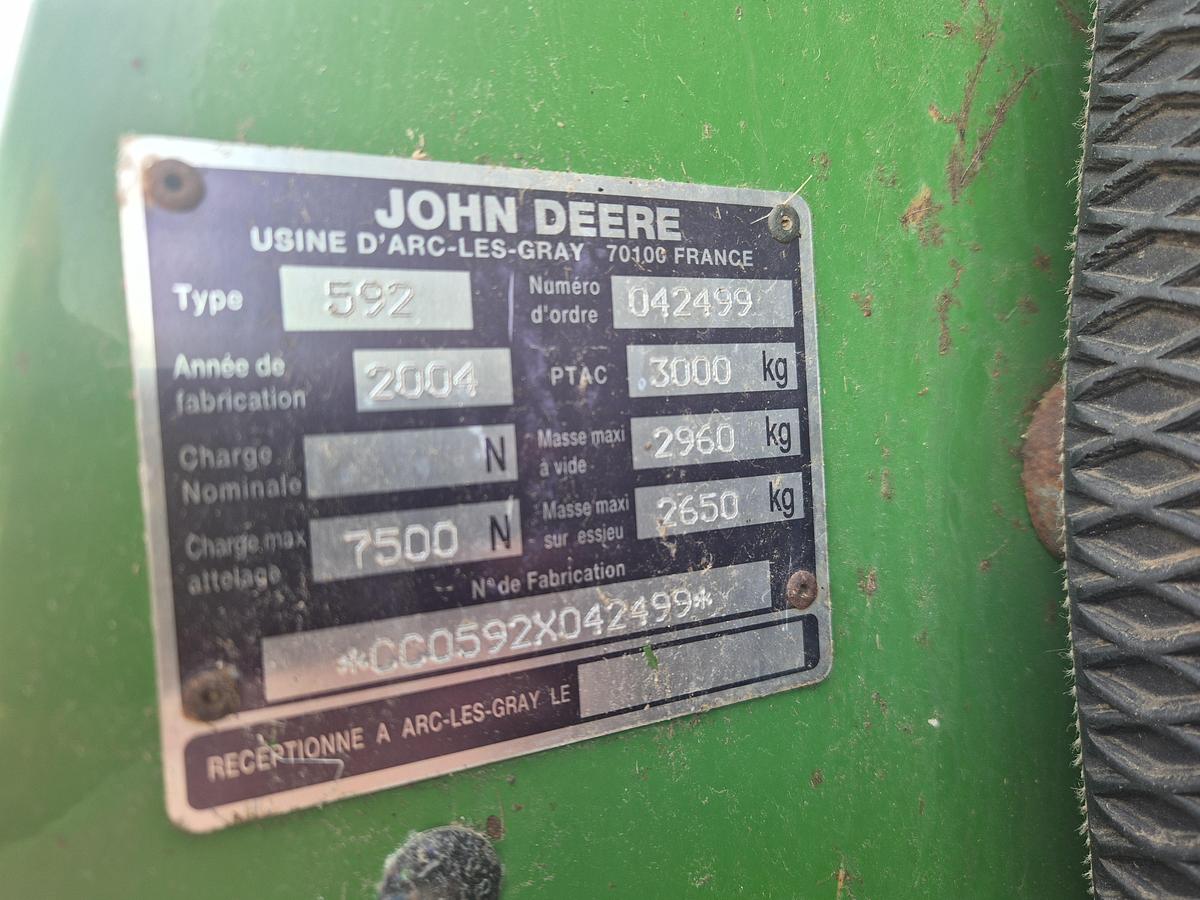 JOHN DEERE
USINE D'ARC-LES-GRAY 70100 FRANCE
Type 592
Numéro d'ordre 042499
Année de fabrication 2004
PTAC 3000 kg
Charge Nominale N
Masse maxi à vide 2960 kg
Charge max attelage 7500 N
Masse maxi sur essieu 2650 kg
N° de Fabrication
*CC0592X042499*
RECEPTIONNE A ARC-LES-GRAY LE